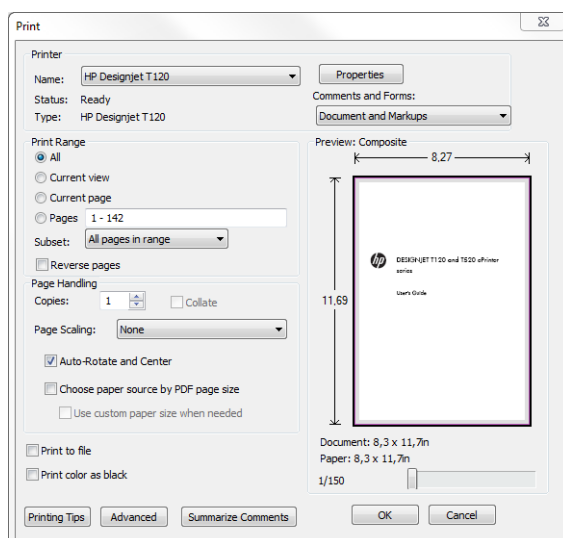 Print
Printer
Name: HP Designjet T120 Properties
Status: Ready Comments and Forms:
Type: HP Designjet T120 Document and Markups
Print Range
All
Current view
Current page
Pages 1 - 142
Subset: All pages in range
Reverse pages
Page Handling
Copies: 1 Collate
Page Scaling: None
Auto-Rotate and Center
Choose paper source by PDF page size
Use custom paper size when needed
Print to file
Print color as black
Preview: Composite
8,27
11,69
hp DESIGNJET T120 and T520 ePrinter
series
User's Guide
Document: 8,3 x 11,7in
Paper: 8,3 x 11,7in
1/150
Printing Tips Advanced Summarize Comments OK Cancel